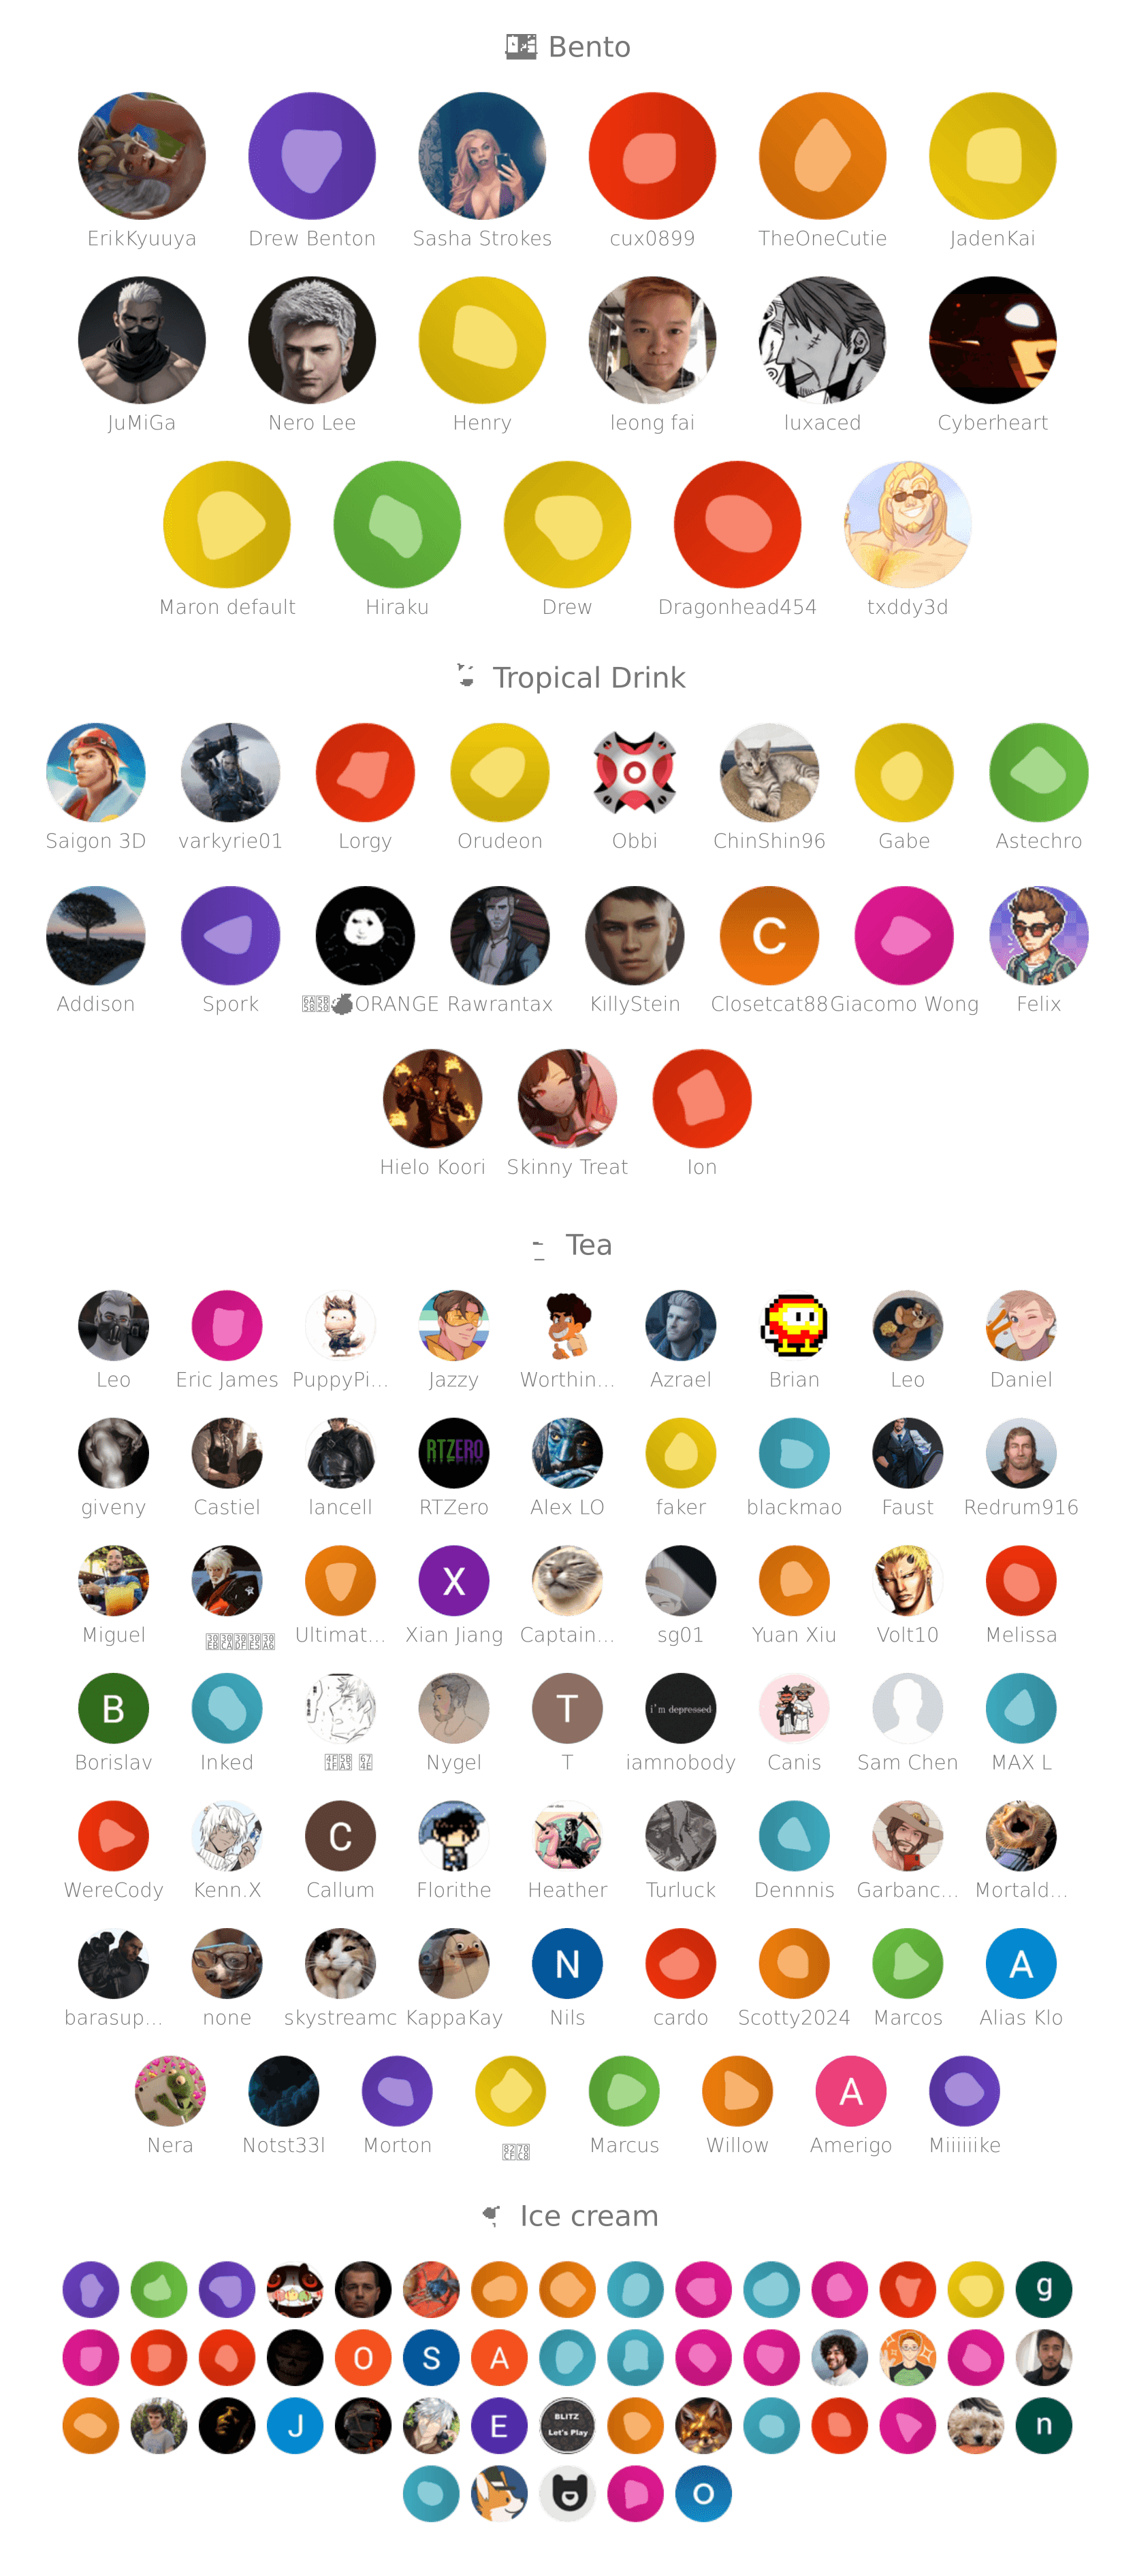 Bento
ErikKyuuya Drew Benton Sasha Strokes cux0899 TheOneCutie JadenKai
JuMiGa Nero Lee Henry leong fai luxaced Cyberheart
Maron default Hiraku Drew Dragonhead454 txddy3d
Tropical Drink
Saigon 3D varkyrie01 Lorgy Orudeon Obbi ChinShin96 Gabe Astechro
C
Addison Spork ORANGE Rawrantax KillyStein Closetcat88 Giacomo Wong Felix
Hielo Koori Skinny Treat Ion
Tea
Leo Eric James PuppyPi... Jazzy Worthin... Azrael Brian Leo Daniel
RTZERO
giveny Castiel lancell RTZero Alex LO faker blackmao Faust Redrum916
X
Miguel Ultimat... Xian Jiang Captain... sg01 Yuan Xiu Volt10 Melissa
B T i'm depressed
Borislav Inked Nygel T iamnobody Canis Sam Chen MAX L
C
WereCody Kenn.X Callum Florithe Heather Turluck Dennnis Garbanc... Mortald...
N A
barasup... none skystreamc KappaKay Nils cardo Scotty2024 Marcos Alias Klo
A
Nera Notst33l Morton Marcus Willow Amerigo Miiiiiike
Ice cream
g
O S A
J E BLITZ Let's Play n
o